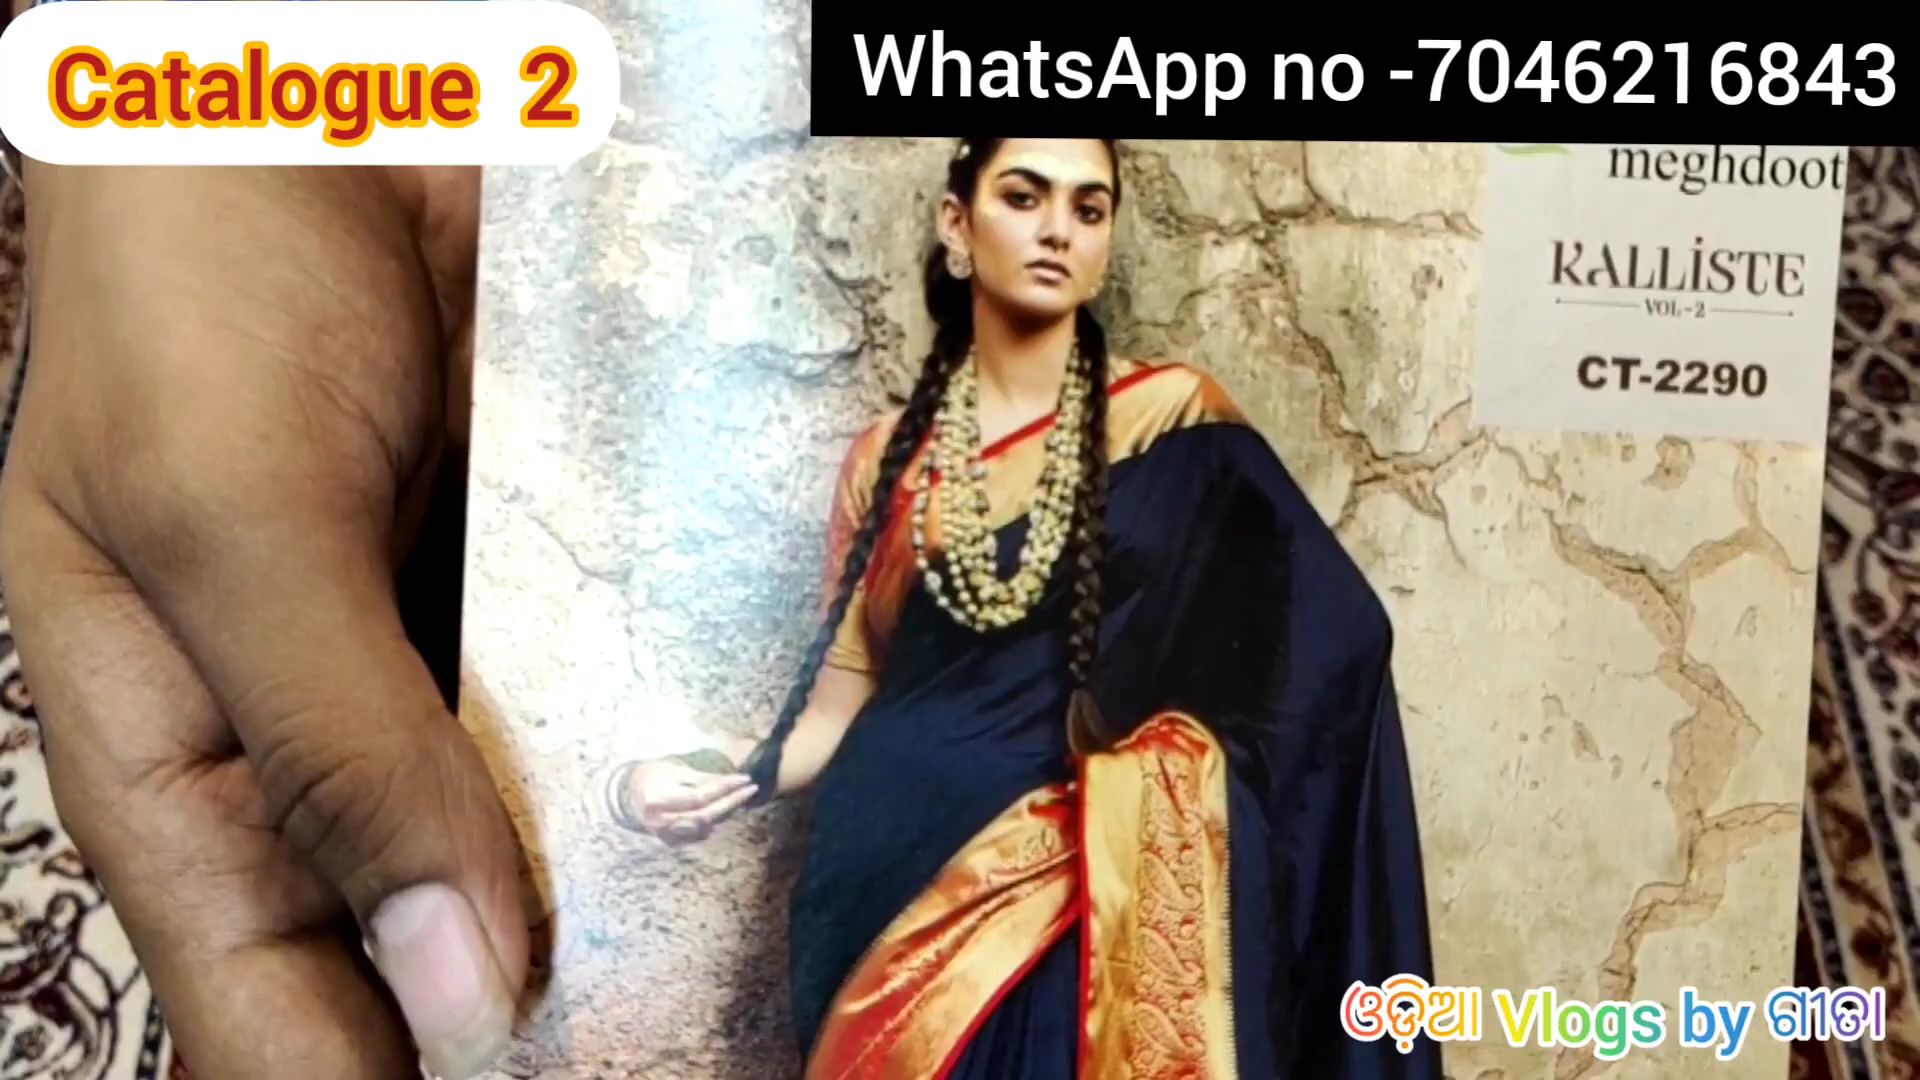 Catalogue 2
WhatsApp no -7046216843
meghdoot
KALLISTE
VOL-2
CT-2290
ଓଡ଼ିଆ Vlogs by ଗୀତା